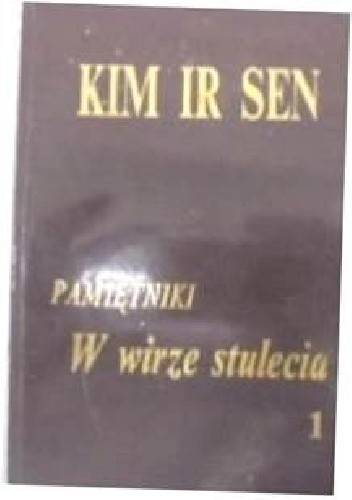 KIM IR SEN
PAMIĘTNIKI
W wirze stulecia
1